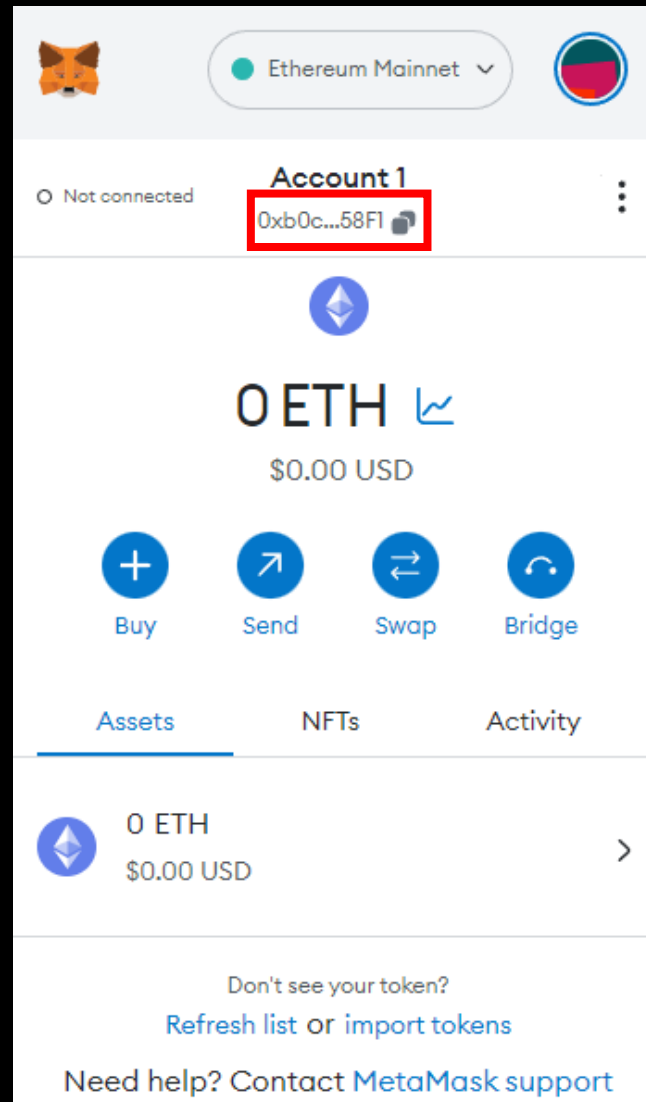 Ethereum Mainnet
Not connected
Account 1
0xb0c...58F1
0 ETH
$0.00 USD
Buy Send Swap Bridge
Assets NFTs Activity
0 ETH
$0.00 USD
Don't see your token?
Refresh list or import tokens
Need help? Contact MetaMask support